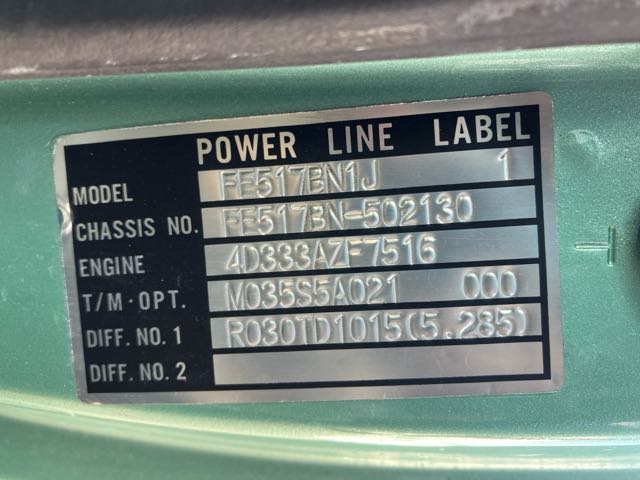 POWER LINE LABEL
MODEL FE517BN1J 1
CHASSIS NO. FE517BN-502130
ENGINE 4D333AZF7516
T/M·OPT. M035S5A021 000
DIFF. NO. 1 R030TD1015(5.285)
DIFF. NO. 2